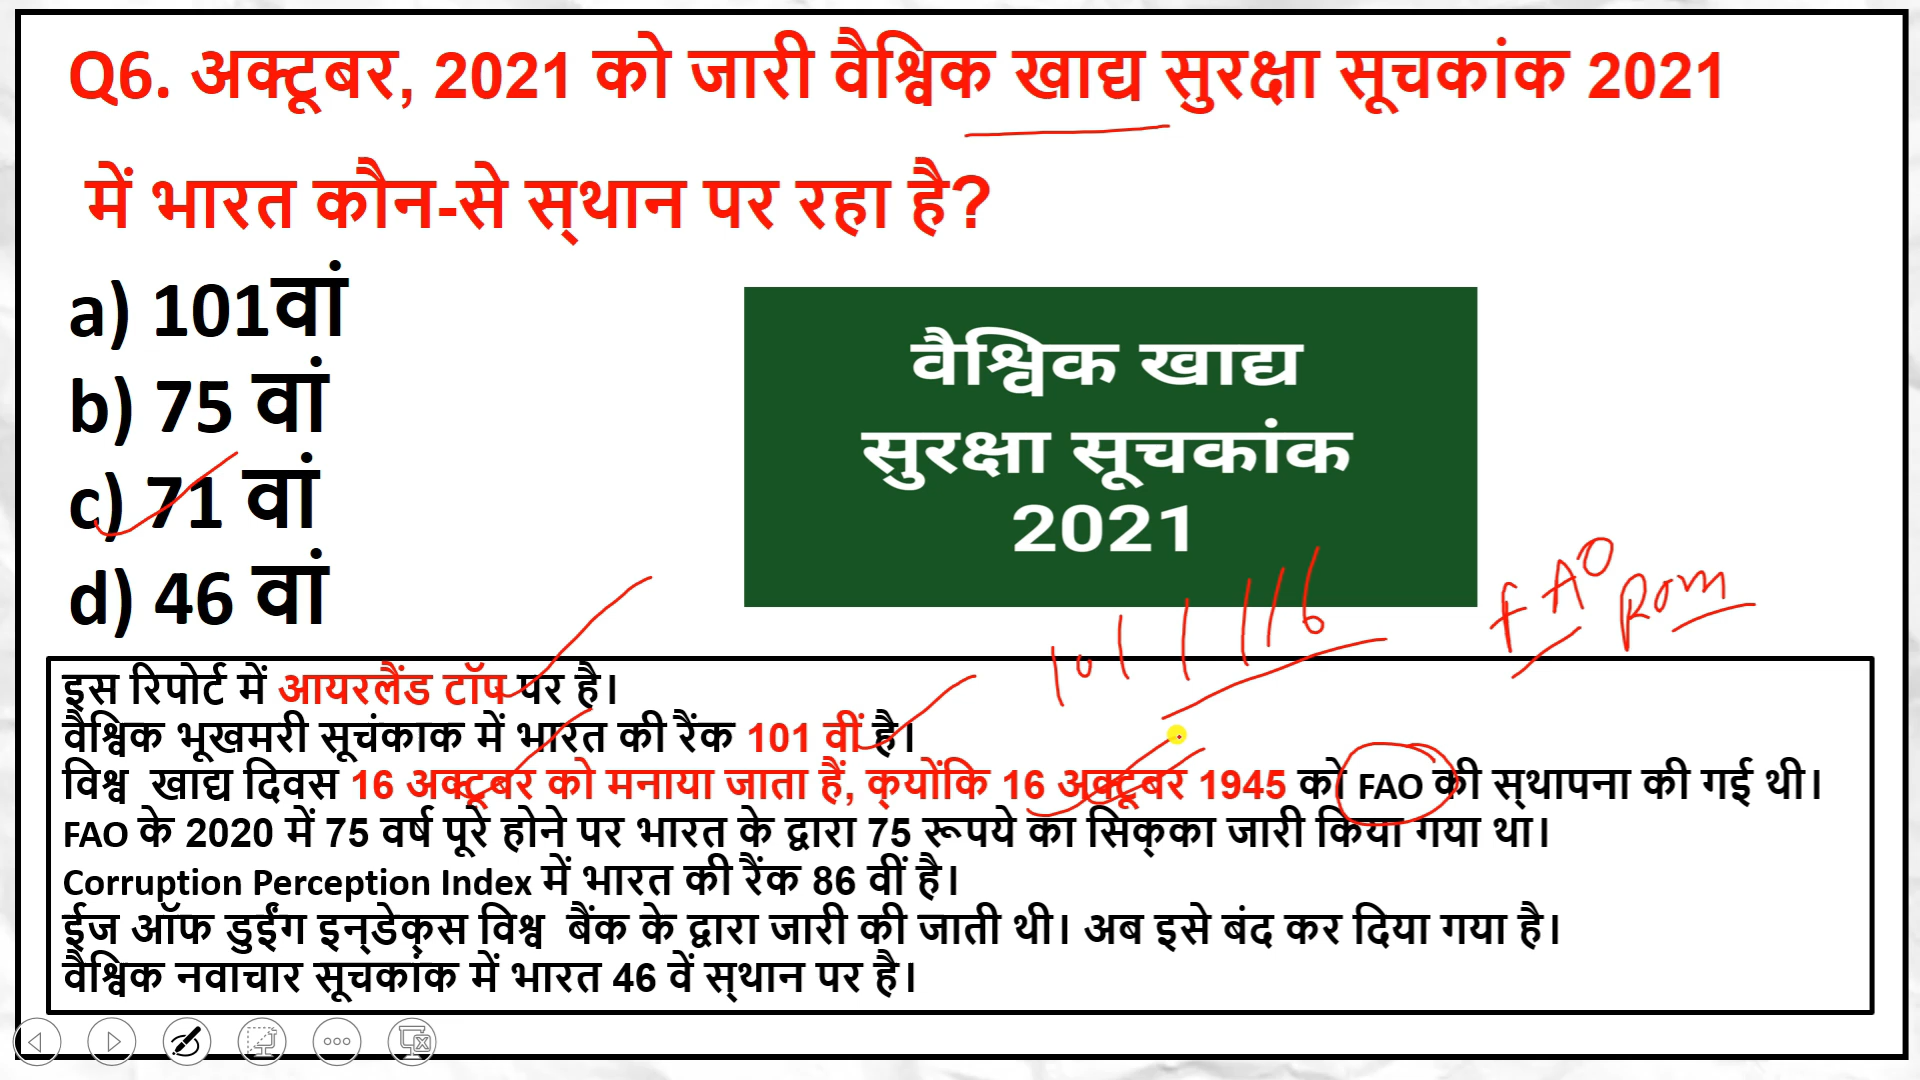 Q6. अक्टूबर, 2021 को जारी वैश्विक खाद्य सुरक्षा सूचकांक 2021
में भारत कौन-से स्थान पर रहा है?
a) 101वां
b) 75 वां
c) 71 वां
d) 46 वां
वैश्विक खाद्य
सुरक्षा सूचकांक
2021
101 116
FAO Rom
इस रिपोर्ट में आयरलैंड टॉप पर है।
वैश्विक भूखमरी सूचंकाक में भारत की रैंक 101 वीं है।
विश्व खाद्य दिवस 16 अक्टूबर को मनाया जाता हैं, क्योंकि 16 अक्टूबर 1945 को FAO की स्थापना की गई थी।
FAO के 2020 में 75 वर्ष पूरे होने पर भारत के द्वारा 75 रूपये का सिक्का जारी किया गया था।
Corruption Perception Index में भारत की रैंक 86 वीं है।
ईज ऑफ डुईंग इन्डेक्स विश्व बैंक के द्वारा जारी की जाती थी। अब इसे बंद कर दिया गया है।
वैश्विक नवाचार सूचकांक में भारत 46 वें स्थान पर है।